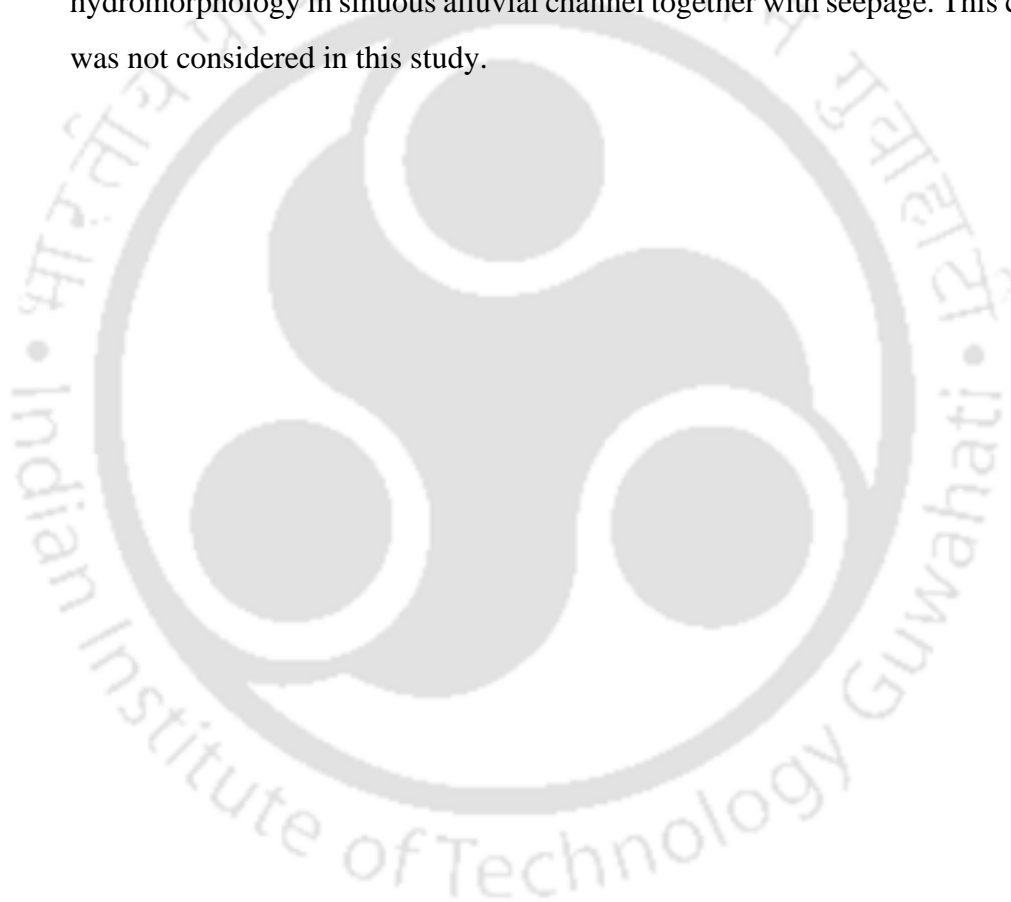 hydromorphology in sinuous alluvial channel together with seepage. This
was not considered in this study.
Indian Institute of Technology Guwahati